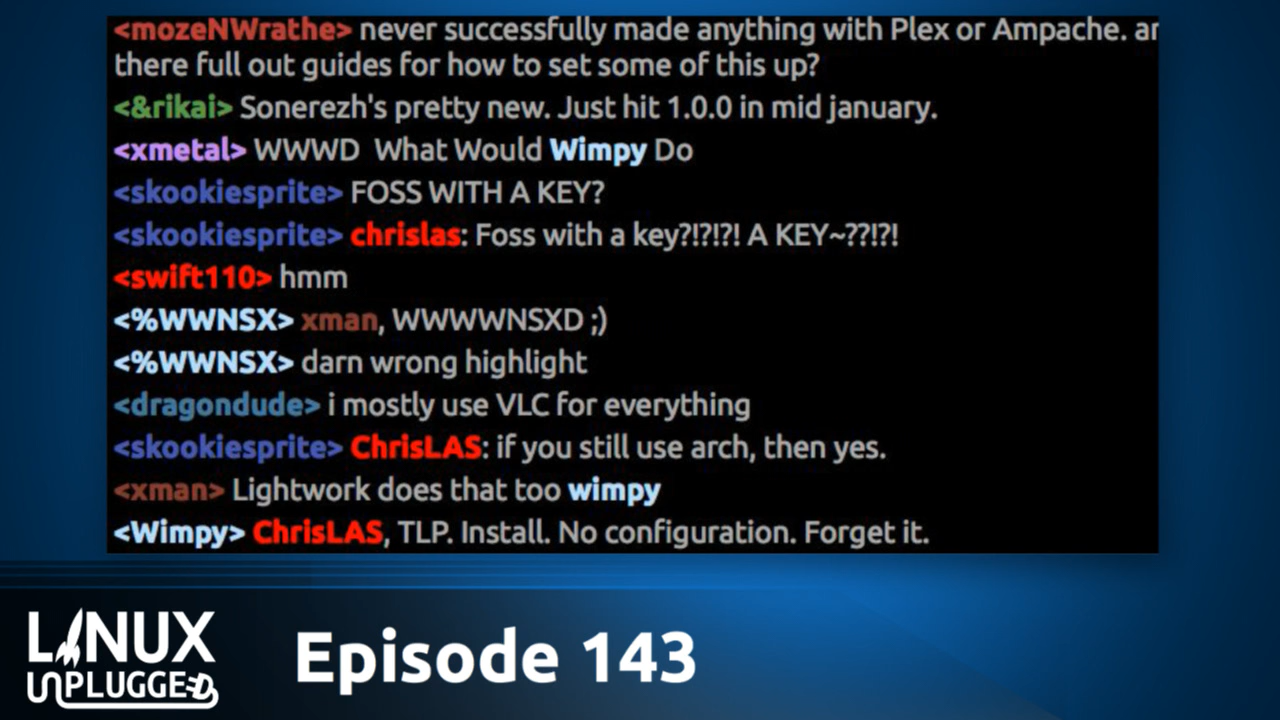 <mozeNWrathe> never successfully made anything with Plex or Ampache. ar
there full out guides for how to set some of this up?
<&rikai> Sonerezh's pretty new. Just hit 1.0.0 in mid january.
<xmetal> WWWD What Would Wimpy Do
<skookiesprite> FOSS WITH A KEY?
<skookiesprite> chrislas: Foss with a key?!?!?! A KEY~??!?!
<swift110> hmm
<%WWNSX> xman, WWWWNSXD ;)
<%WWNSX> darn wrong highlight
<dragondude> i mostly use VLC for everything
<skookiesprite> ChrisLAS: if you still use arch, then yes.
<xman> Lightwork does that too wimpy
<Wimpy> ChrisLAS, TLP. Install. No configuration. Forget it.
LINUX
UNPLUGGED
Episode 143